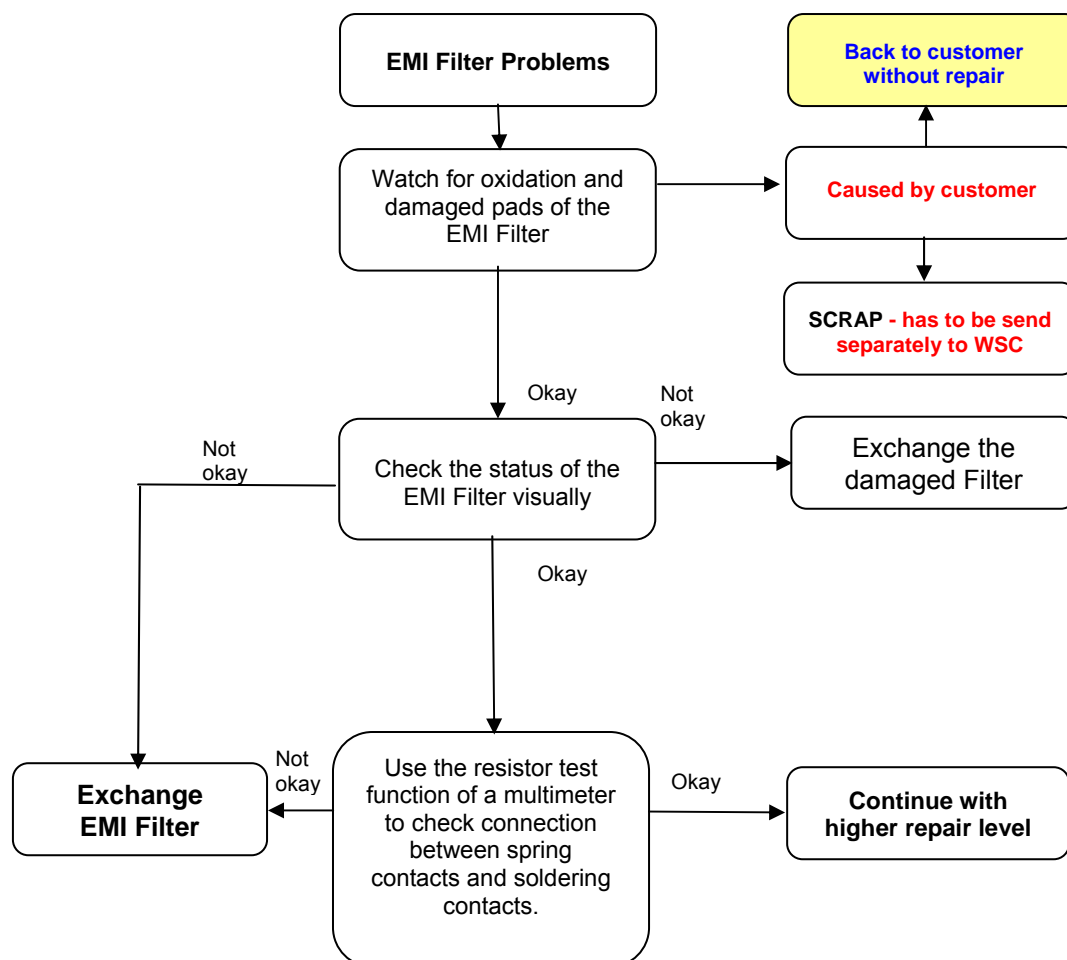 EMI Filter Problems
Back to customer
without repair
Watch for oxidation and
damaged pads of the
EMI Filter
Caused by customer
SCRAP - has to be send
separately to WSC
Okay
Not
okay
Not
okay
Check the status of the
EMI Filter visually
Exchange the
damaged Filter
Okay
Exchange
EMI Filter
Not
okay
Use the resistor test
function of a multimeter
to check connection
between spring
contacts and soldering
contacts.
Okay
Continue with
higher repair level